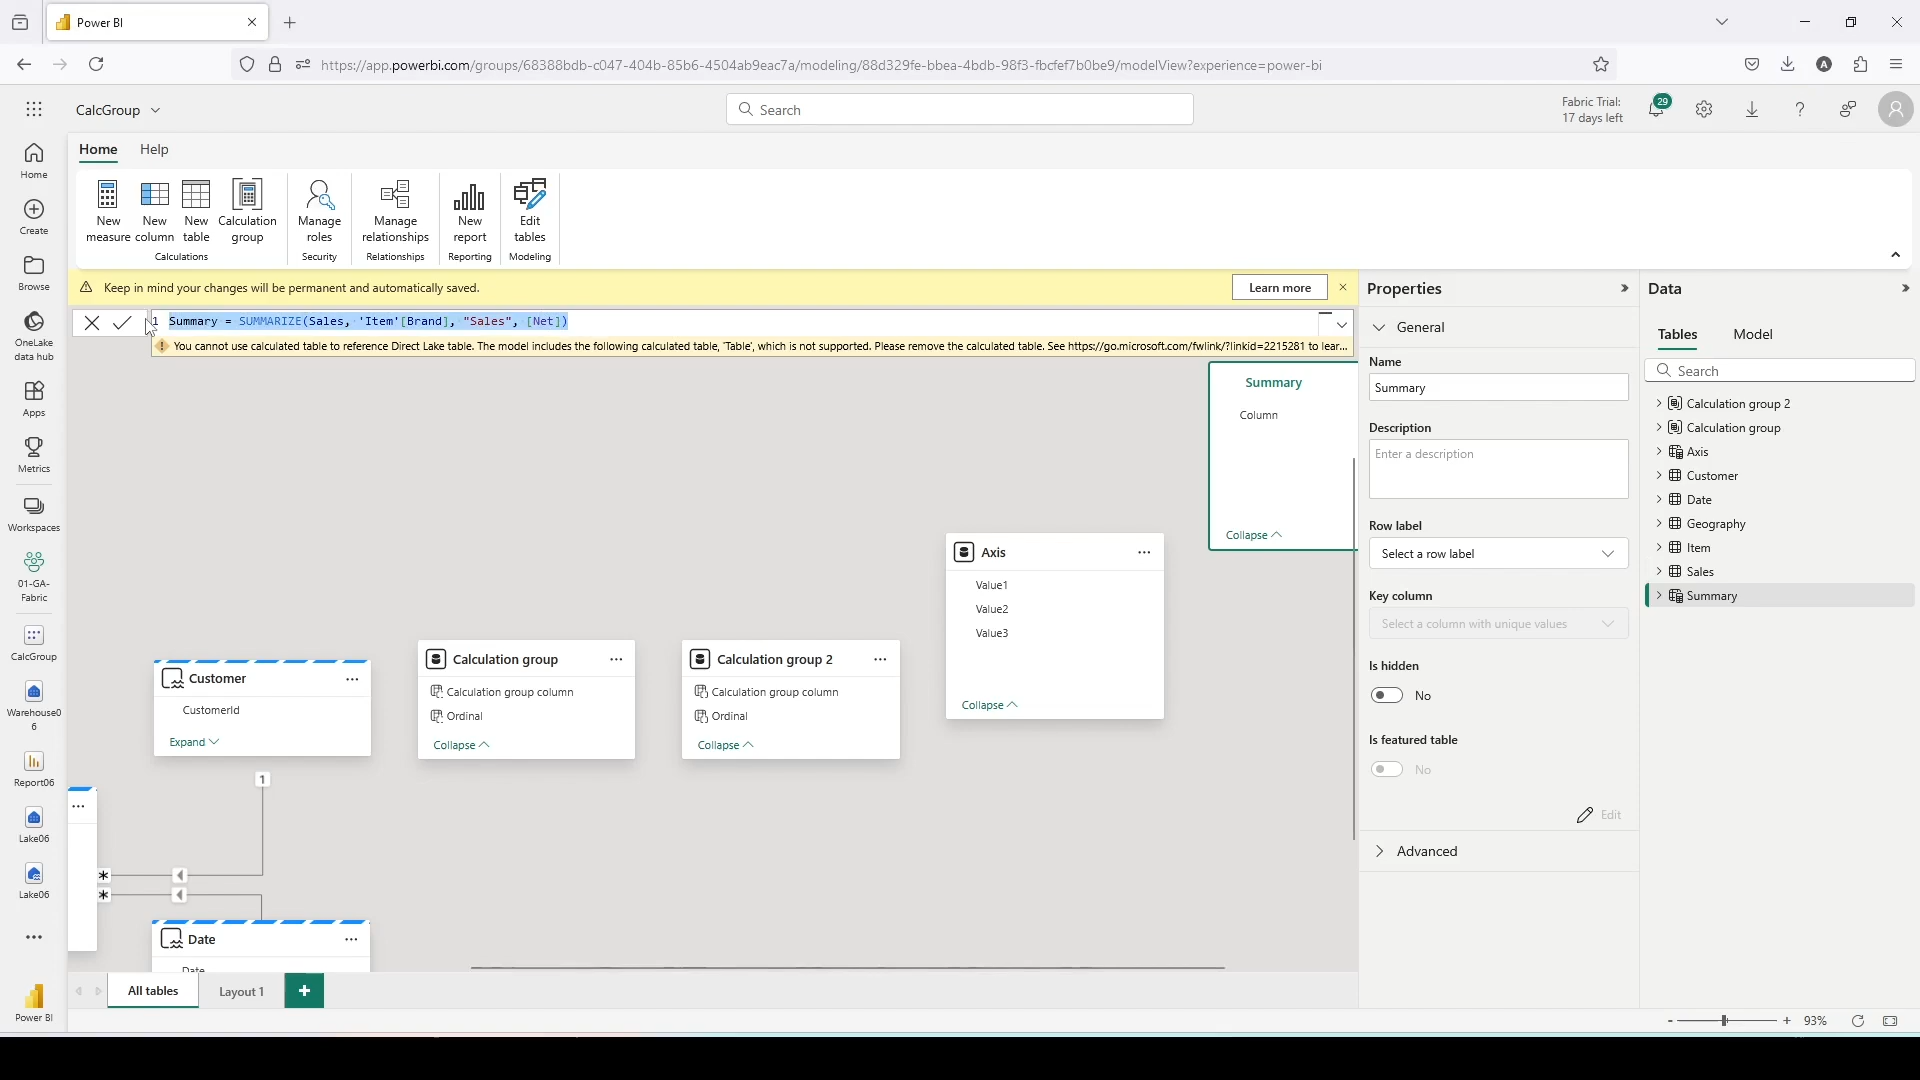 Power BI
https://app.powerbi.com/groups/68388bdb-c047-404b-85b6-4504ab9eac7a/modeling/88d329fe-bbea-4bdb-98f3-fbcfef7b0be9/modelView?experience=power-bi
A
CalcGroup
Search
Fabric Trial:
17 days left
29
Home Help
New measure
New column
New table
Calculation group
Manage roles
Manage relationships
New report
Edit tables
Calculations
Security
Relationships
Reporting
Modeling
Home
Create
Browse
OneLake
data hub
Apps
Metrics
Workspaces
01-GA-
Fabric
CalcGroup
Warehouse0
6
Report06
Lake06
Lake06
Power BI
Keep in mind your changes will be permanent and automatically saved.
Learn more
1 Summary = SUMMARIZE(Sales, 'Item'[Brand], "Sales", [Net])
You cannot use calculated table to reference Direct Lake table. The model includes the following calculated table, 'Table', which is not supported. Please remove the calculated table. See https://go.microsoft.com/fwlink/?linkid=2215281 to lear...
Summary
Column
Collapse
Axis
Value1
Value2
Value3
Collapse
Customer
CustomerId
Expand
Calculation group
Calculation group column
Ordinal
Collapse
Calculation group 2
Calculation group column
Ordinal
Collapse
1
*
*
Date
Date
All tables
Layout 1
+
Properties
General
Name
Summary
Description
Enter a description
Row label
Select a row label
Key column
Select a column with unique values
Is hidden
No
Is featured table
No
Edit
Advanced
Data
Tables Model
Search
Calculation group 2
Calculation group
Axis
Customer
Date
Geography
Item
Sales
Summary
- + 93%